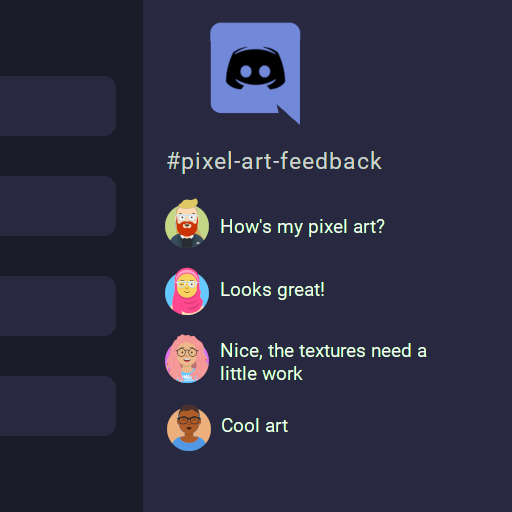 #pixel-art-feedback
How's my pixel art?
Looks great!
Nice, the textures need a
little work
Cool art